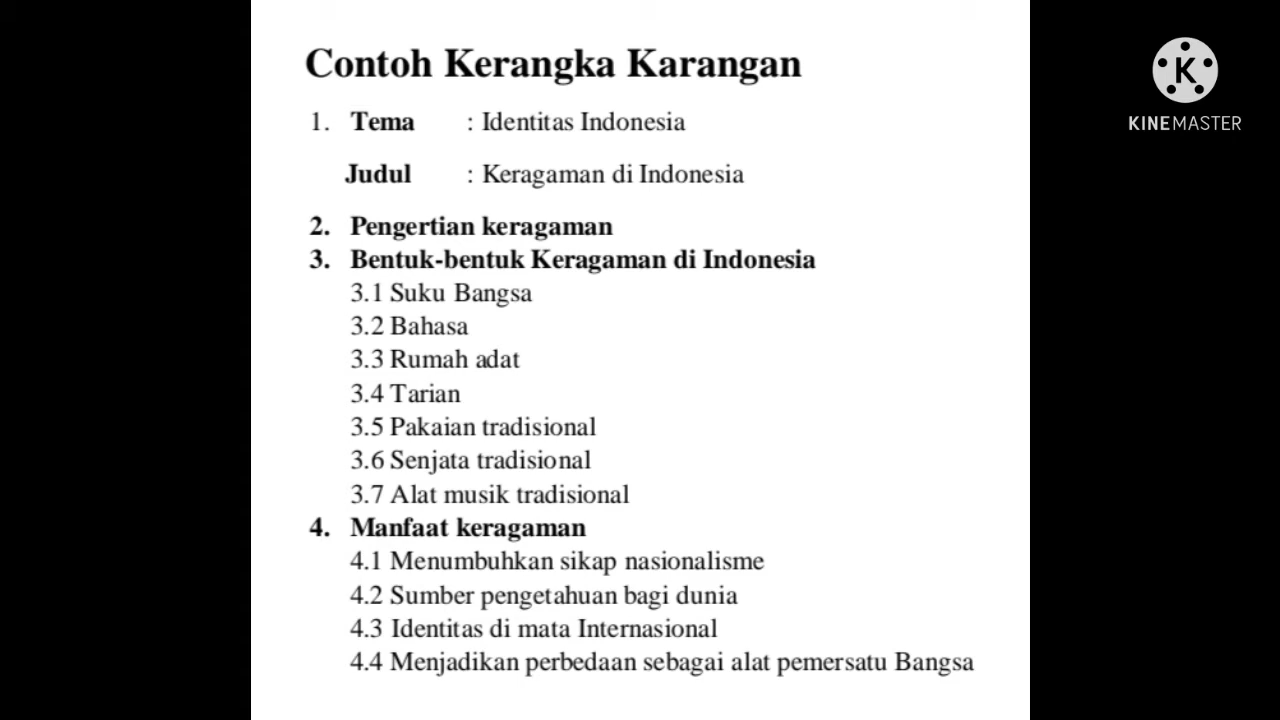 Contoh Kerangka Karangan
1. Tema : Identitas Indonesia
Judul : Keragaman di Indonesia
2. Pengertian keragaman
3. Bentuk-bentuk Keragaman di Indonesia
3.1 Suku Bangsa
3.2 Bahasa
3.3 Rumah adat
3.4 Tarian
3.5 Pakaian tradisional
3.6 Senjata tradisional
3.7 Alat musik tradisional
4. Manfaat keragaman
4.1 Menumbuhkan sikap nasionalisme
4.2 Sumber pengetahuan bagi dunia
4.3 Identitas di mata Internasional
4.4 Menjadikan perbedaan sebagai alat pemersatu Bangsa
K
KINEMASTER